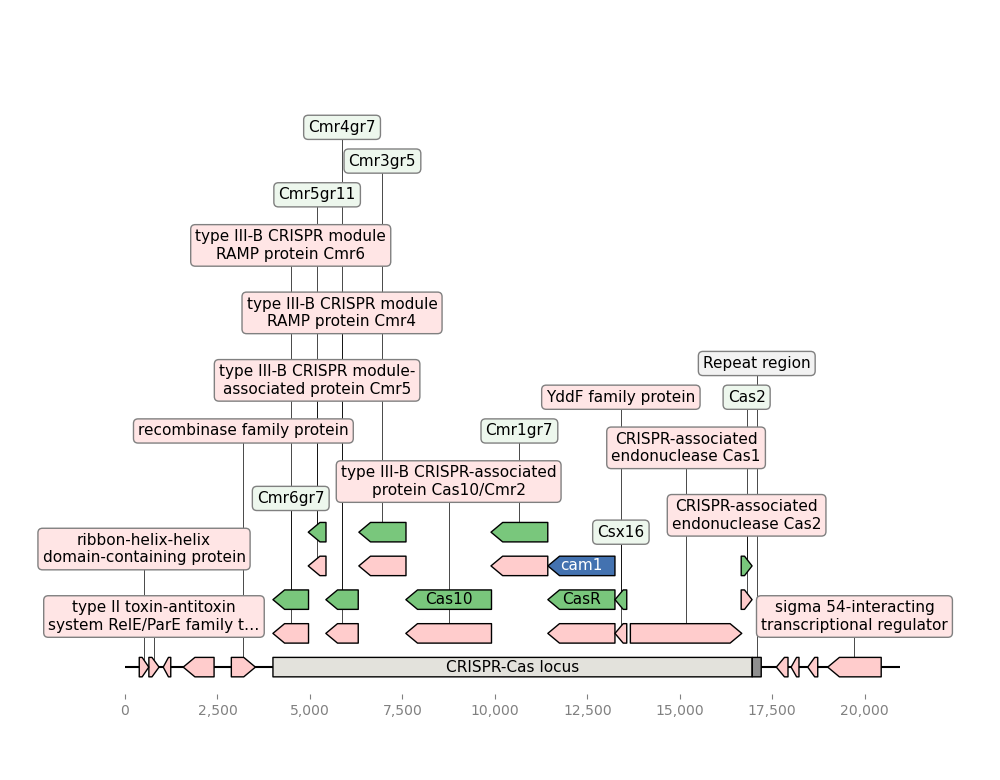 Cmr4gr7
Cmr3gr5
Cmr5gr11
type III-B CRISPR module
RAMP protein Cmr6
type III-B CRISPR module
RAMP protein Cmr4
Repeat region
type III-B CRISPR module-
associated protein Cmr5
YddF family protein
Cas2
recombinase family protein
Cmr1gr7
CRISPR-associated
endonuclease Cas1
type III-B CRISPR-associated
protein Cas10/Cmr2
Cmr6gr7
CRISPR-associated
endonuclease Cas2
Csx16
ribbon-helix-helix
domain-containing protein
cam1
Cas10
CasR
type II toxin-antitoxin
system RelE/ParE family t...
sigma 54-interacting
transcriptional regulator
CRISPR-Cas locus
0
2,500
5,000
7,500
10,000
12,500
15,000
17,500
20,000